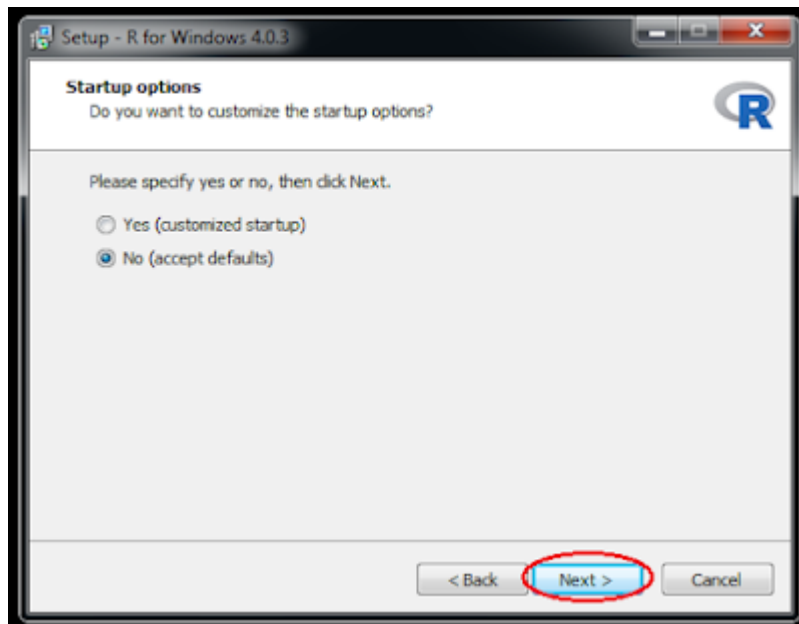 Setup - R for Windows 4.0.3
Startup options
Do you want to customize the startup options?
R
Please specify yes or no, then click Next.
Yes (customized startup)
No (accept defaults)
< Back
Next >
Cancel